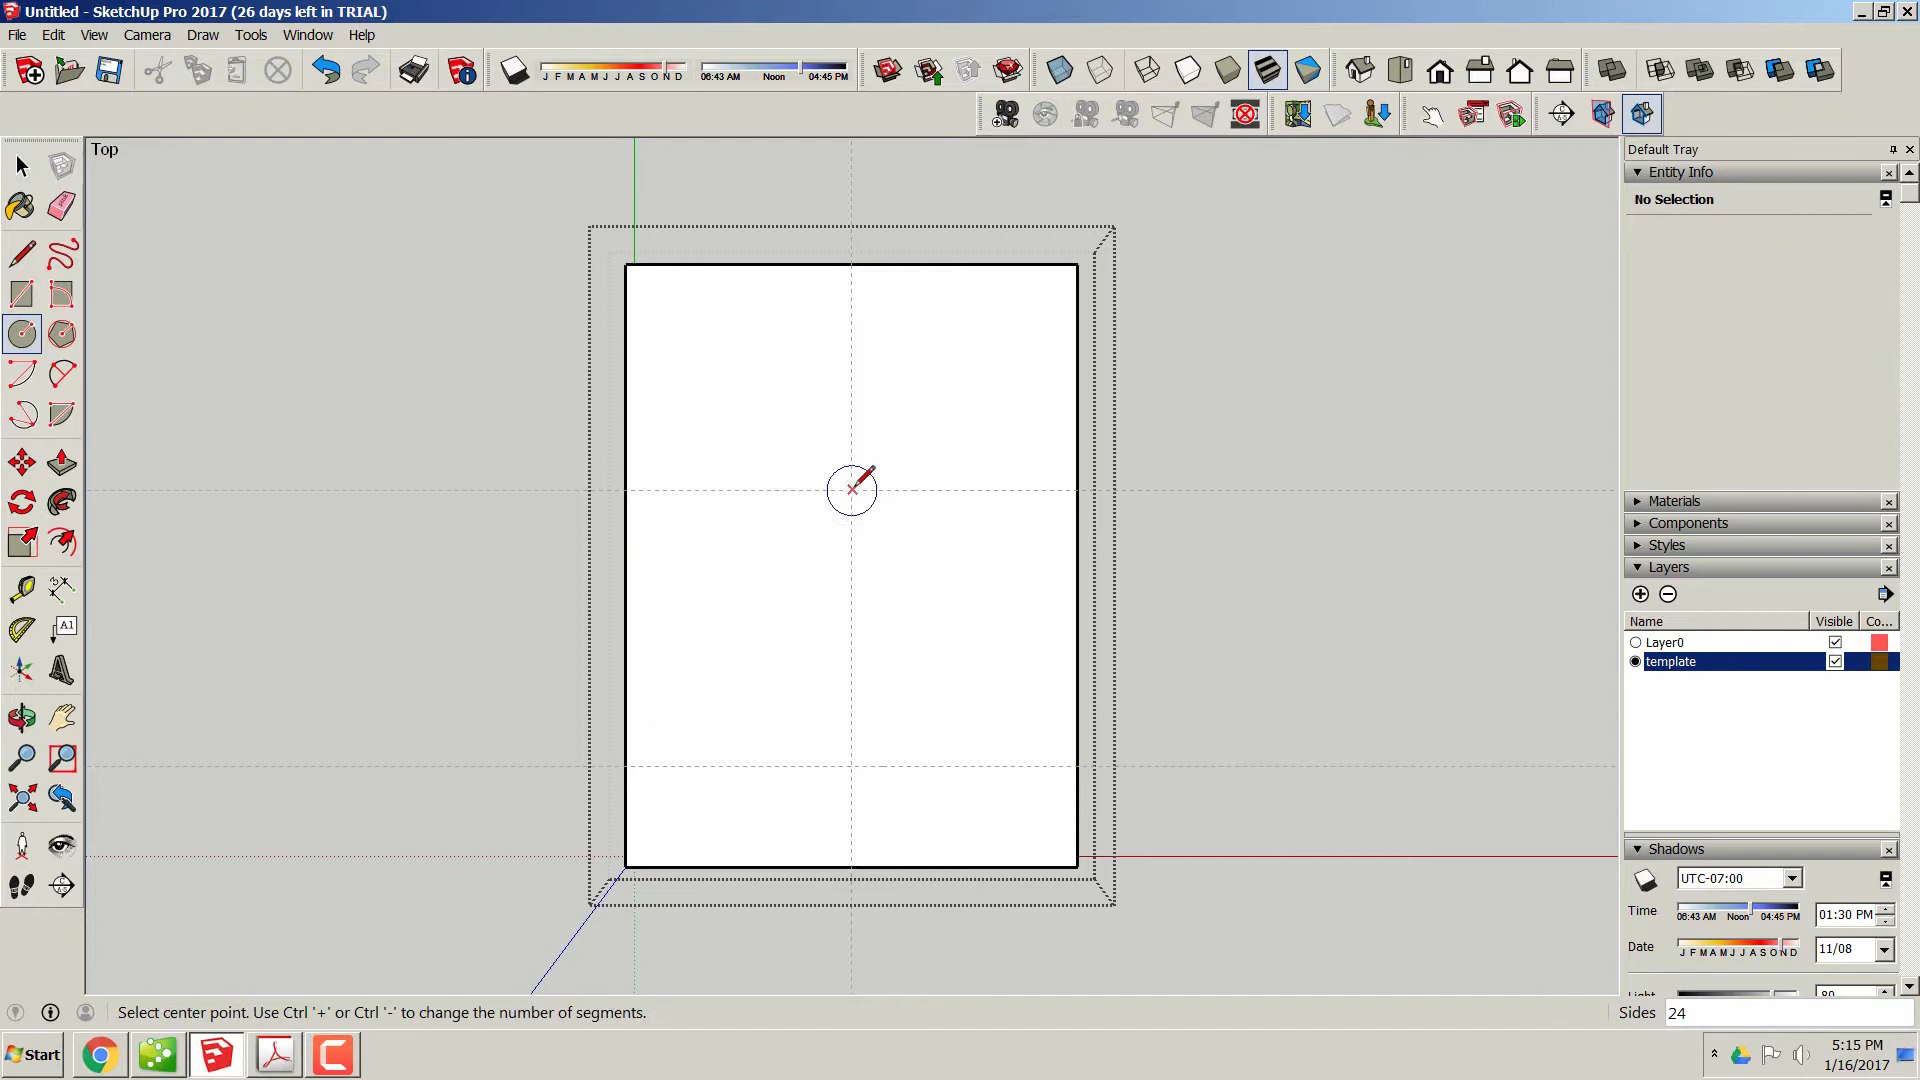 Untitled - SketchUp Pro 2017 (26 days left in TRIAL)
File Edit View Camera Draw Tools Window Help
J F M A M J J A S O N D
06:43 AM Noon 04:45 PM
Top
A1
Default Tray
Entity Info
No Selection
Materials
Components
Styles
Layers
Name Visible Co...
Layer0
template
Shadows
UTC-07:00
Time 06:43 AM Noon 04:45 PM 01:30 PM
Date J F M A M J J A S O N D 11/08
Light 80
Select center point. Use Ctrl '+' or Ctrl '-' to change the number of segments.
Sides 24
Start
5:15 PM
1/16/2017